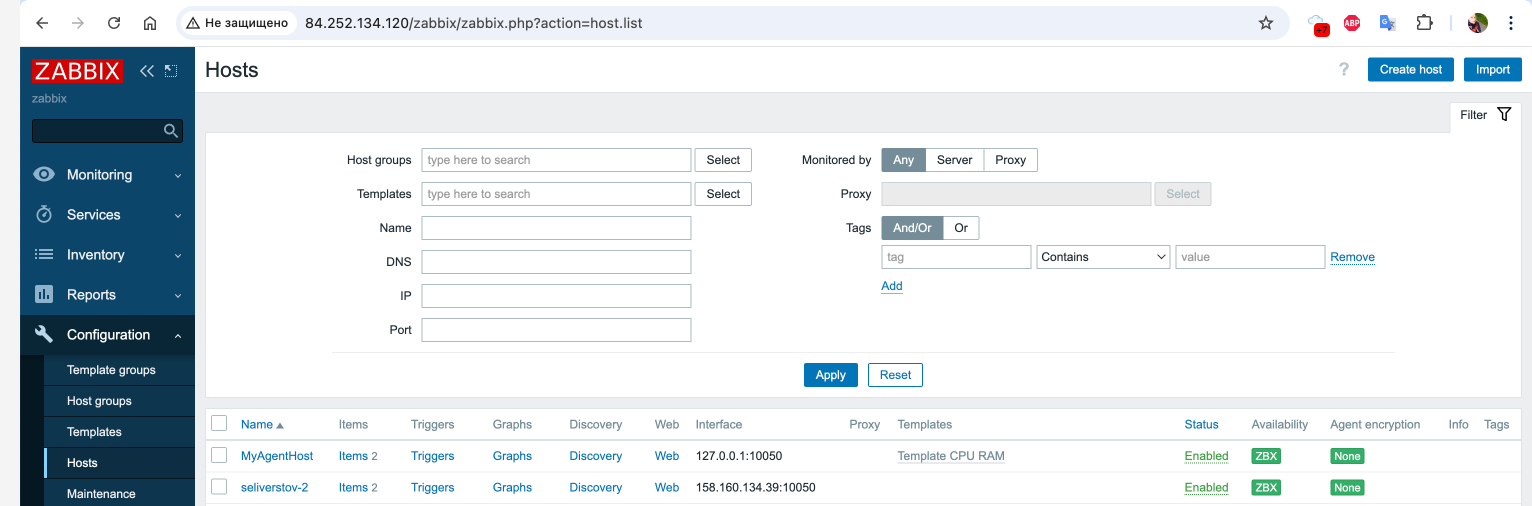 Не защищено 84.252.134.120/zabbix/zabbix.php?action=host.list +7 ABP
ZABBIX
zabbix
Monitoring
Services
Inventory
Reports
Configuration
Template groups
Host groups
Templates
Hosts
Maintenance
Hosts ? Create host Import
Filter
Host groups type here to search Select
Templates type here to search Select
Name
DNS
IP
Port
Monitored by Any Server Proxy
Proxy Select
Tags And/Or Or
tag Contains value Remove
Add
Apply Reset
Name Items Triggers Graphs Discovery Web Interface Proxy Templates Status Availability Agent encryption Info Tags
MyAgentHost Items 2 Triggers Graphs Discovery Web 127.0.0.1:10050 Template CPU RAM Enabled ZBX None
seliverstov-2 Items 2 Triggers Graphs Discovery Web 158.160.134.39:10050 Enabled ZBX None